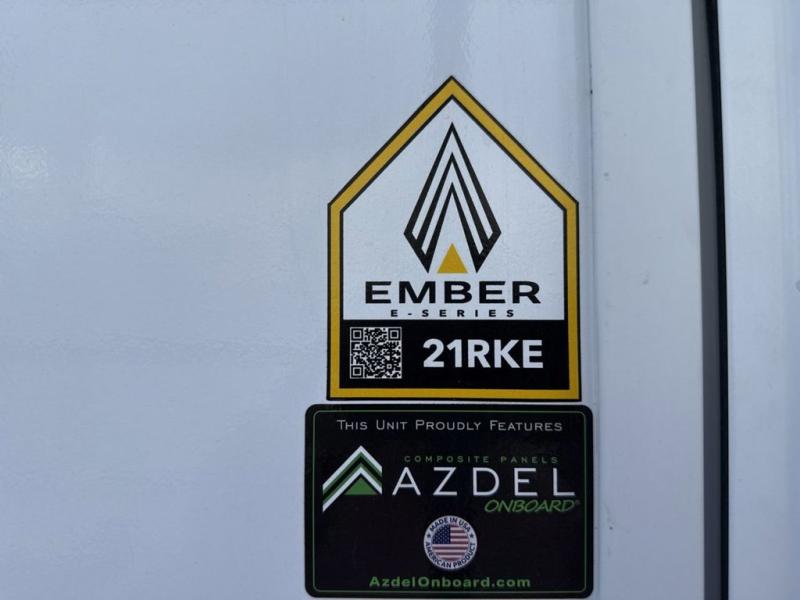 EMBER
E-SERIES
21RKE
THIS UNIT PROUDLY FEATURES
COMPOSITE PANELS
AZDEL
ONBOARD®
MADE IN USA
AMERICAN PRODUCT
AzdelOnboard.com